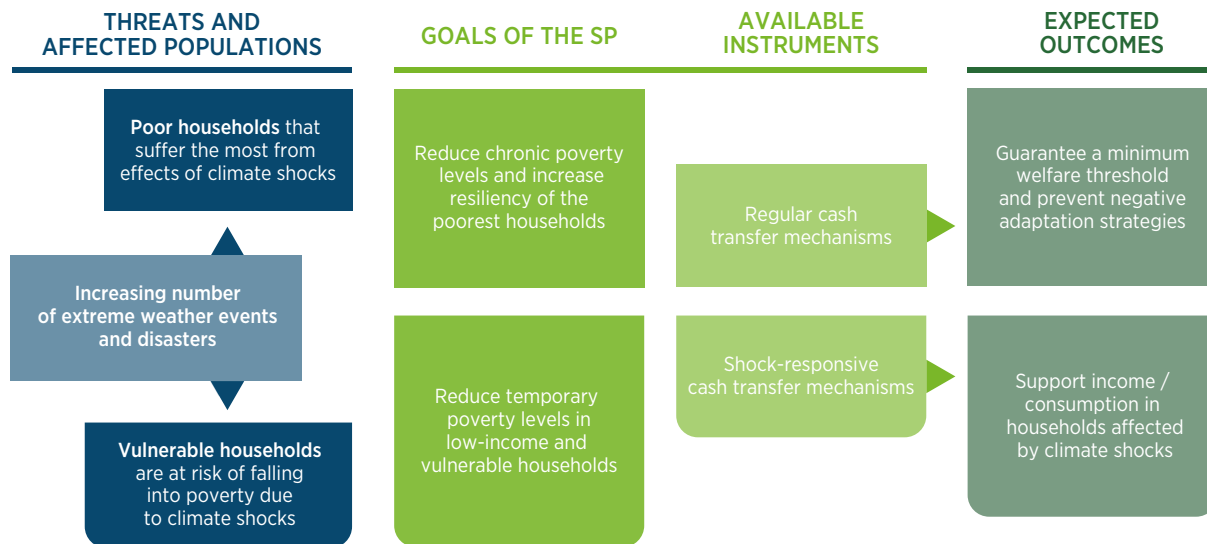 THREATS AND
AFFECTED POPULATIONS
GOALS OF THE SP
AVAILABLE
INSTRUMENTS
EXPECTED
OUTCOMES
Poor households that
suffer the most from
effects of climate shocks
Increasing number
of extreme weather events
and disasters
Vulnerable households
are at risk of falling
into poverty due
to climate shocks
Reduce chronic poverty
levels and increase
resiliency of the
poorest households
Reduce temporary
poverty levels in
low-income and
vulnerable households
Regular cash
transfer mechanisms
Shock-responsive
cash transfer mechanisms
Guarantee a minimum
welfare threshold
and prevent negative
adaptation strategies
Support income /
consumption in
households affected
by climate shocks